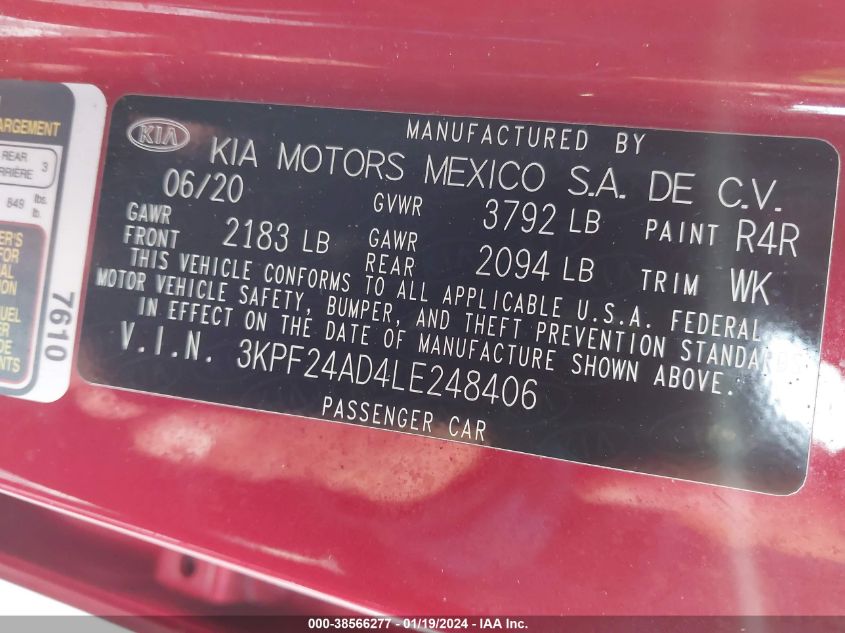 ARGEMENT
REAR 3
RRIÈRE
849 lbs.
lb.
7610
KIA
MANUFACTURED BY
KIA MOTORS MEXICO S.A. DE C.V.
06/20 GVWR 3792 LB PAINT R4R
GAWR FRONT 2183 LB GAWR REAR 2094 LB TRIM WK
THIS VEHICLE CONFORMS TO ALL APPLICABLE U.S.A. FEDERAL
MOTOR VEHICLE SAFETY, BUMPER, AND THEFT PREVENTION STANDARDS
IN EFFECT ON THE DATE OF MANUFACTURE SHOWN ABOVE.
V.I.N. 3KPF24AD4LE248406
PASSENGER CAR
000-38566277 - 01/19/2024 - IAA Inc.